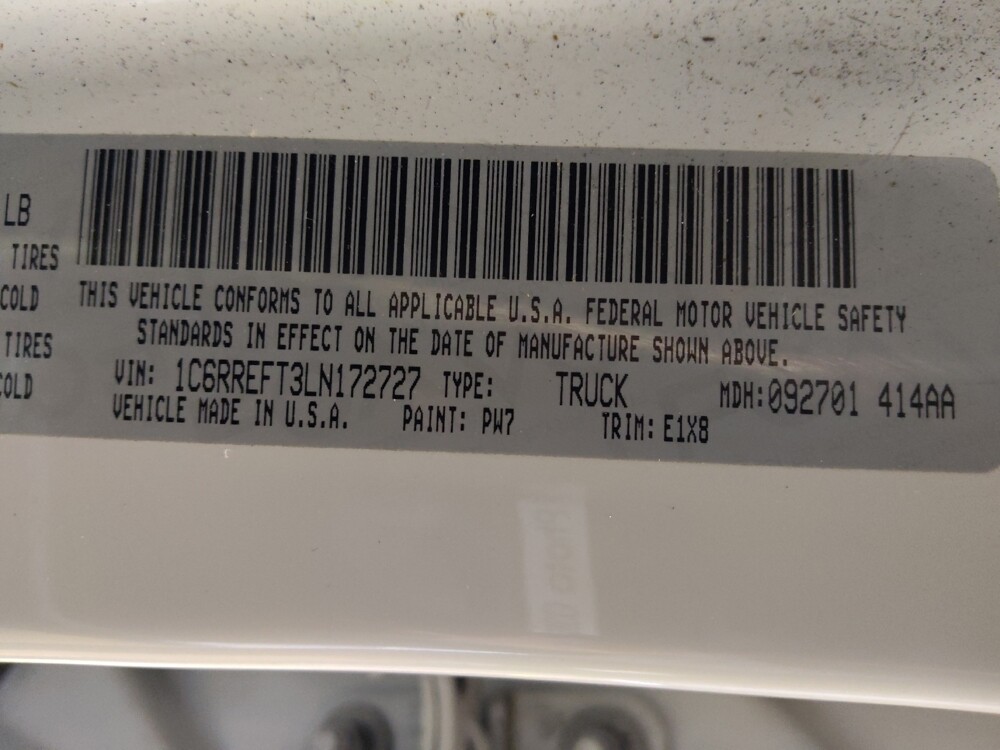 LB
TIRES
COLD
TIRES
COLD
THIS VEHICLE CONFORMS TO ALL APPLICABLE U.S.A. FEDERAL MOTOR VEHICLE SAFETY
STANDARDS IN EFFECT ON THE DATE OF MANUFACTURE SHOWN ABOVE.
VIN: 1C6RREFT3LN172727 TYPE: TRUCK MDH:092701 414AA
VEHICLE MADE IN U.S.A. PAINT: PW7 TRIM: E1X8